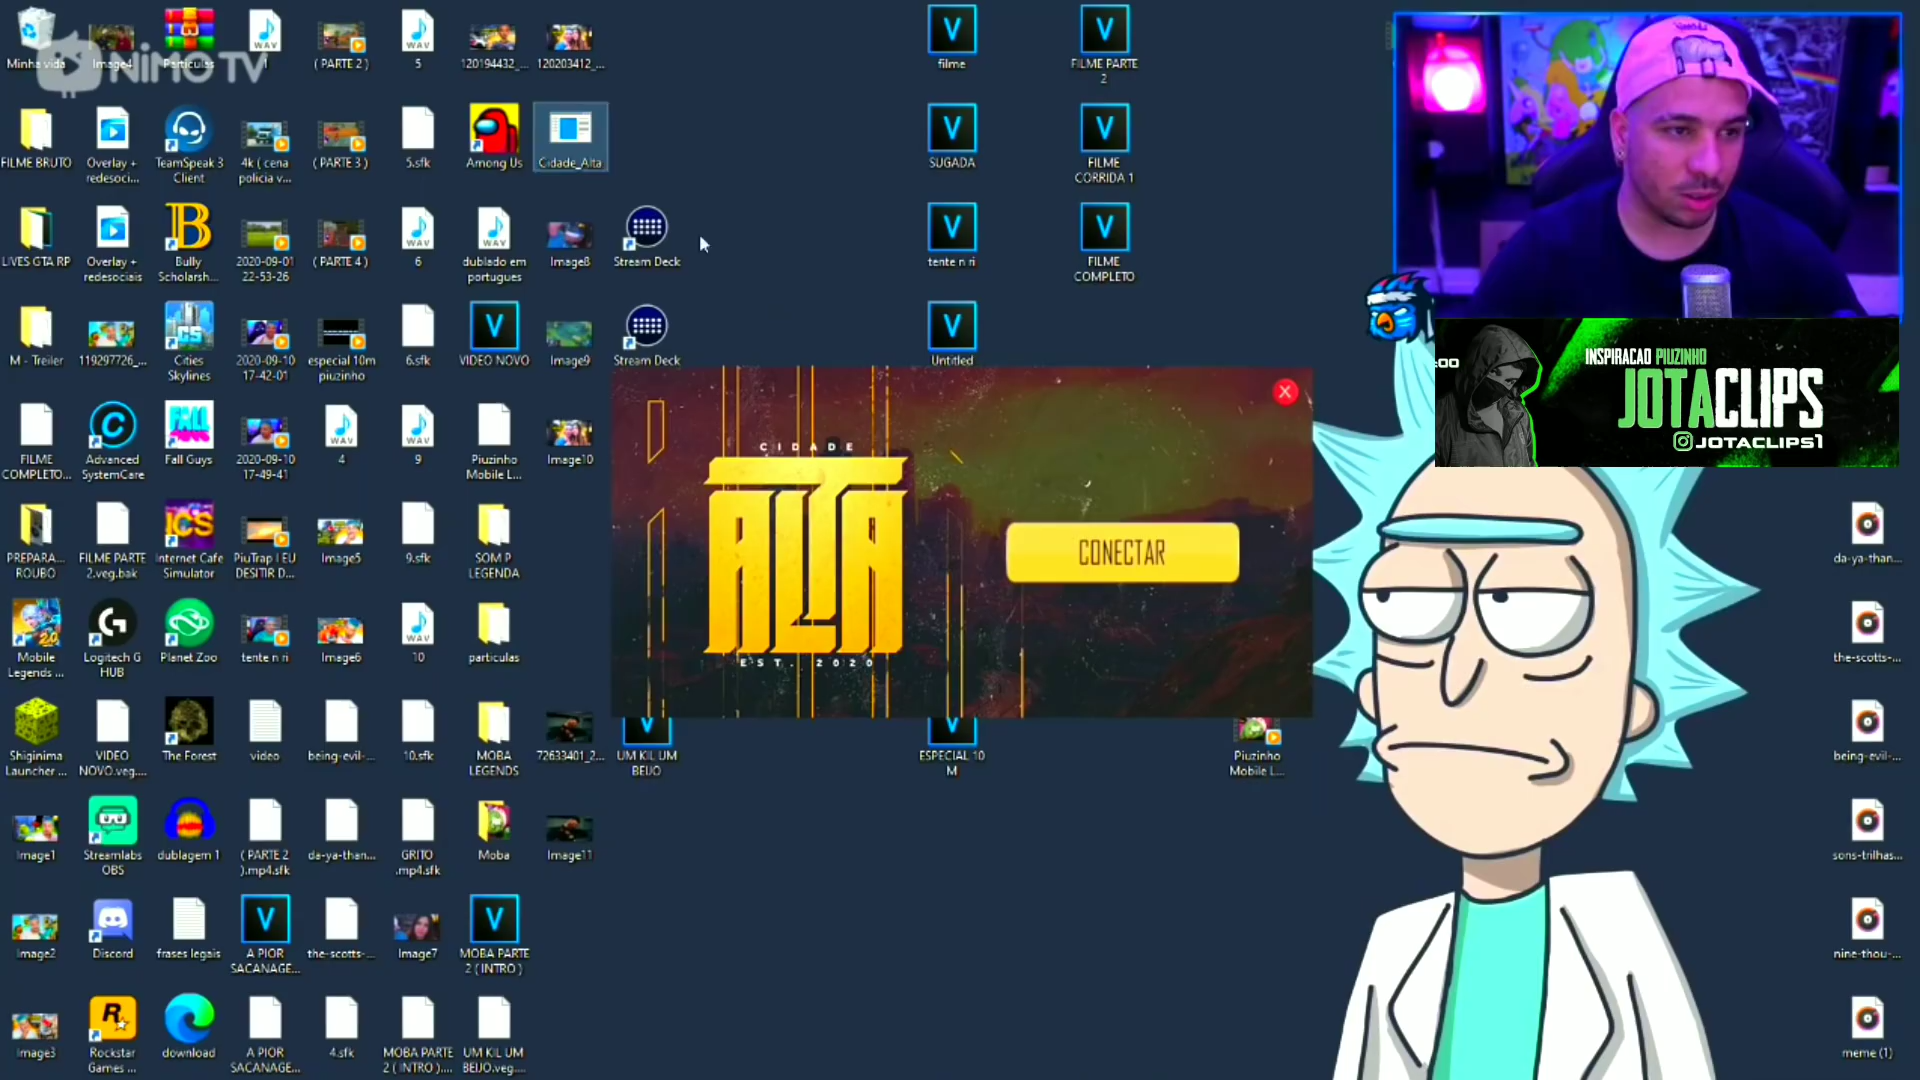 NIMO TV
Minha vida
Image4
Particulas
1
( PARTE 2 )
5
120194432_...
120203412_...
filme
FILME PARTE
2
FILME BRUTO
Overlay +
redesoci...
TeamSpeak 3
Client
4k ( cena
policia v...
( PARTE 3 )
5.sfk
Among Us
Cidade_Alta
SUGADA
FILME
CORRIDA 1
LIVES GTA RP
Overlay +
redesociais
Bully
Scholarsh...
2020-09-01
22-53-26
( PARTE 4 )
6
dublado em
portugues
Image8
Stream Deck
tente n ri
FILME
COMPLETO
M - Treiler
119297726_...
Cities
Skylines
2020-09-10
17-42-01
especial 10m
piuzinho
6.sfk
VIDEO NOVO
Image9
Stream Deck
Untitled
:00
INSPIRACAO PIUZINHO
JOTACLIPS
JOTACLIPS1
FILME
COMPLETO...
Advanced
SystemCare
FALL GUYS
Fall Guys
2020-09-10
17-49-41
4
9
Piuzinho
Mobile L...
Image10
CIDADE
ALTA
EST. 2020
CONECTAR
PREPARA...
ROUBO
FILME PARTE
2.veg.bak
ICS
Internet Cafe
Simulator
PiuTrap I EU
DESITIR D...
Image5
9.sfk
SOM P
LEGENDA
da-ya-than...
Mobile
Legends ...
Logitech G
HUB
Planet Zoo
tente n ri
Image6
WAV
10
particulas
the-scotts-...
Shiginima
Launcher ...
VIDEO
NOVO.veg....
The Forest
video
being-evil-...
10.sfk
MOBA
LEGENDS
72633401_2...
UM KIL UM
BEIJO
ESPECIAL 10
M
Piuzinho
Mobile L...
being-evil-...
Image1
Streamlabs
OBS
dublagem 1
( PARTE 2
).mp4.sfk
da-ya-than...
GRITO
.mp4.sfk
Moba
Image11
sons-trilhas...
Image2
Discord
frases legais
A PIOR
SACANAGE...
the-scotts-...
Image7
MOBA PARTE
2 ( INTRO )
nine-thou-...
Image3
Rockstar
Games ...
download
A PIOR
SACANAGE...
4.sfk
MOBA PARTE
2 ( INTRO )....
UM KIL UM
BEIJO.veg....
meme (1)